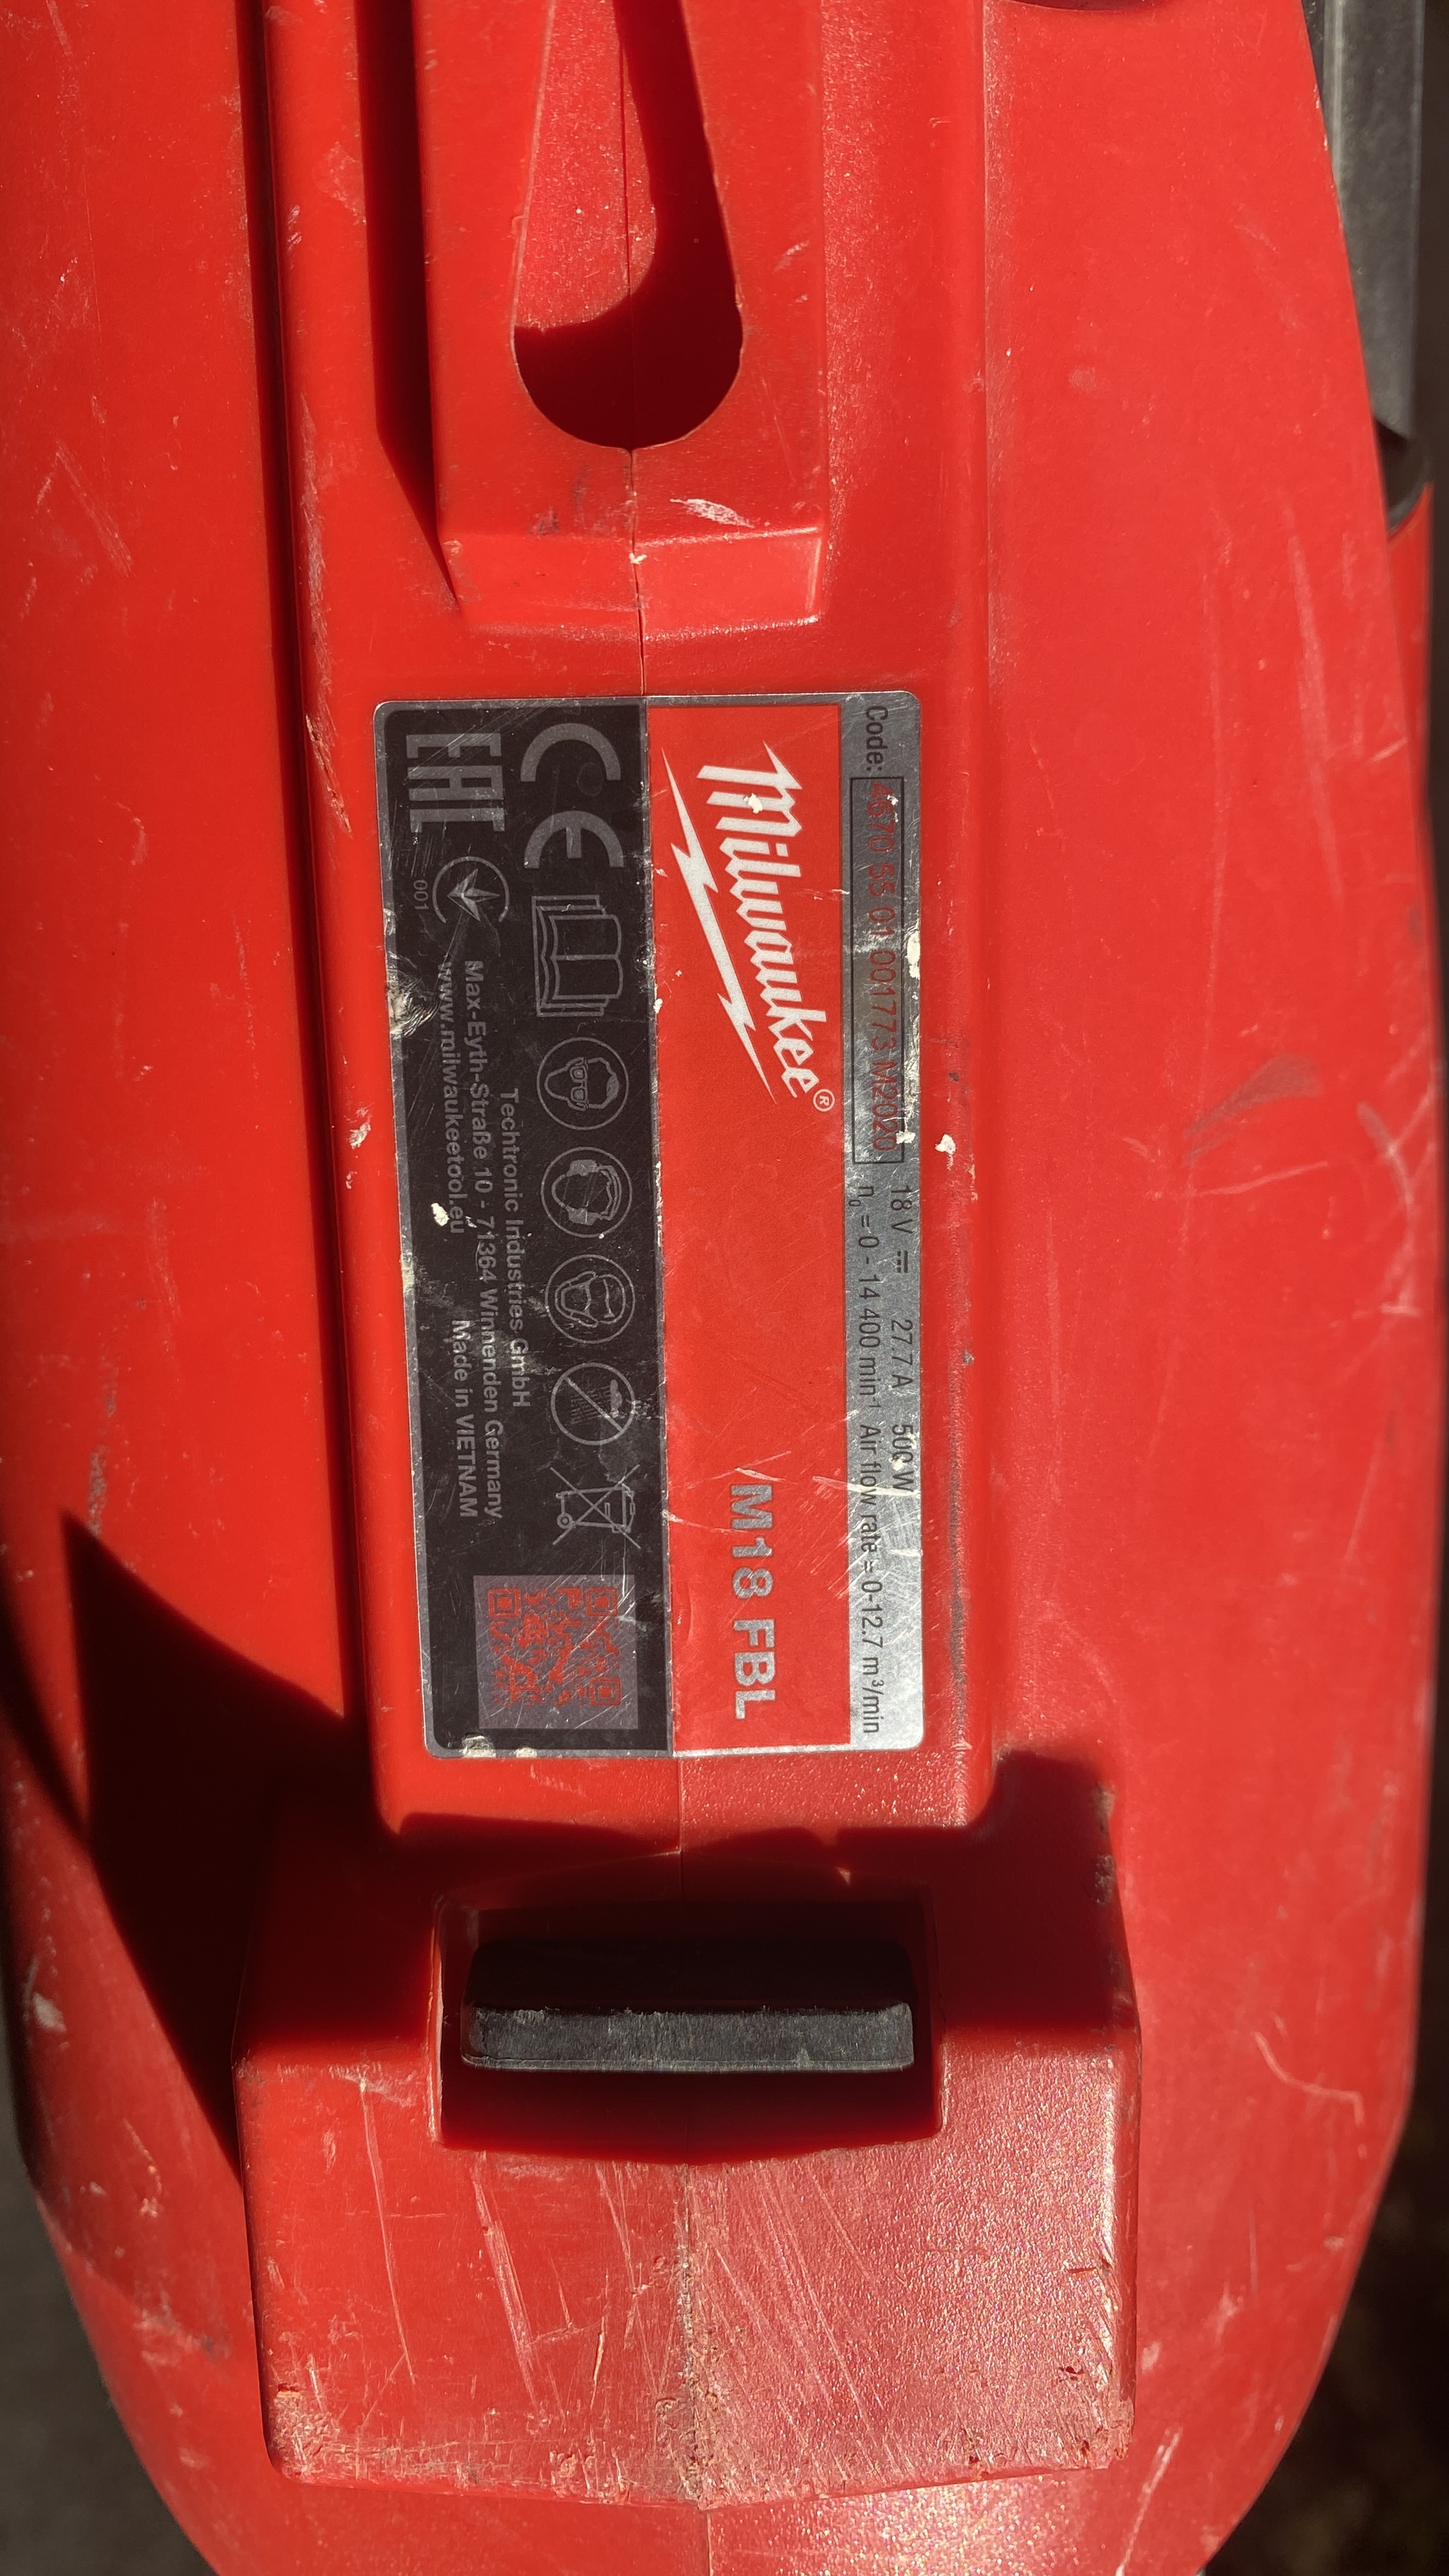 Code: 4670 55 01 001773 M2020 18 V 27.7A 500W
n₀ =0 - 14 400 min⁻¹ Air flow rate = 0-12.7 m³/min
Milwaukee®
M18 FBL
CE
EAC
001
Techtronic Industries GmbH
Max-Eyth-Straße 10 - 71364 Winnenden Germany
www.milwaukeetool.eu Made in VIETNAM